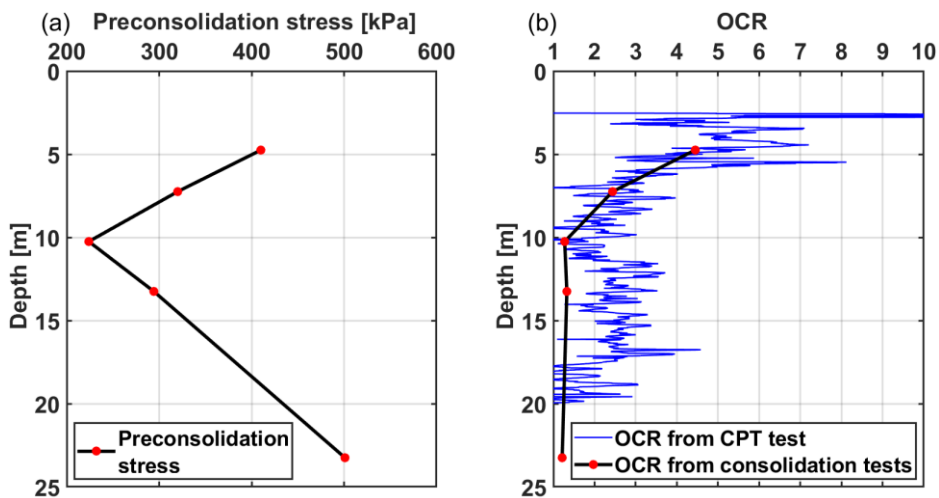 (a) Preconsolidation stress [kPa]
200 300 400 500 600
0
5
10
15
20
25
Depth [m]
Preconsolidation
stress
(b) OCR
1 2 3 4 5 6 7 8 9 10
0
5
10
15
20
25
Depth [m]
OCR from CPT test
OCR from consolidation tests